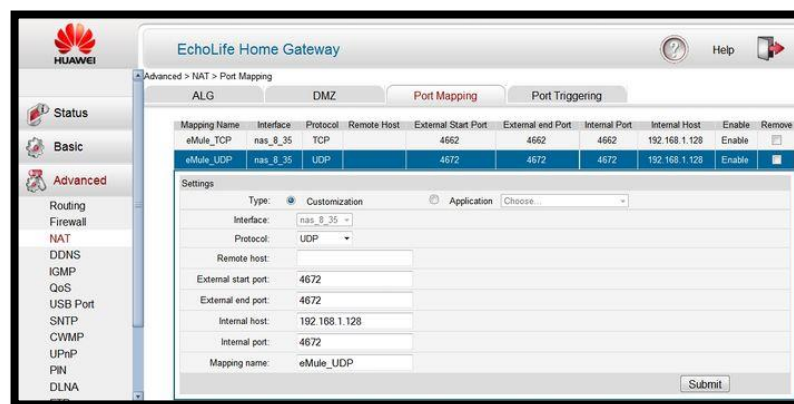 HUAWEI
EchoLife Home Gateway
Help
Advanced > NAT > Port Mapping
ALG DMZ Port Mapping Port Triggering
Status
Basic
Advanced
Routing
Firewall
NAT
DDNS
IGMP
QoS
USB Port
SNTP
CWMP
UPnP
PIN
DLNA
Mapping Name Interface Protocol Remote Host External Start Port External end Port Internal Port Internal Host Enable Remove
eMule_TCP nas_8_35 TCP 4662 4662 4662 192.168.1.128 Enable
eMule_UDP nas_8_35 UDP 4672 4672 4672 192.168.1.128 Enable
Settings
Type: Customization Application Choose...
Interface: nas_8_35
Protocol: UDP
Remote host:
External start port: 4672
External end port: 4672
Internal host: 192.168.1.128
Internal port: 4672
Mapping name: eMule_UDP
Submit